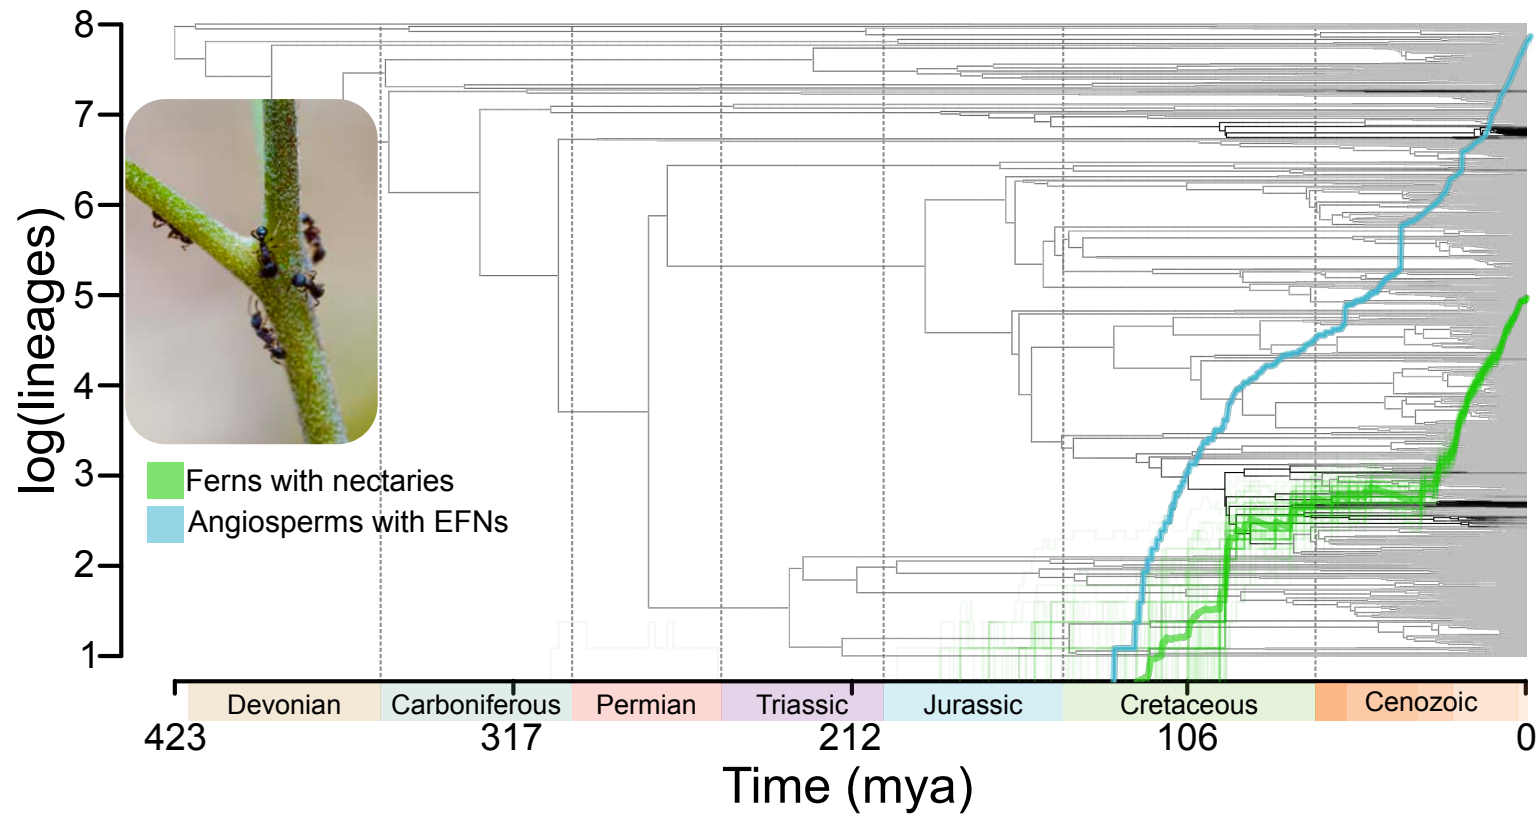 log(lineages)
8
7
6
5
4
3
2
1
Ferns with nectaries
Angiosperms with EFNs
Devonian Carboniferous Permian Triassic Jurassic Cretaceous Cenozoic
423 317 212 106 0
Time (mya)